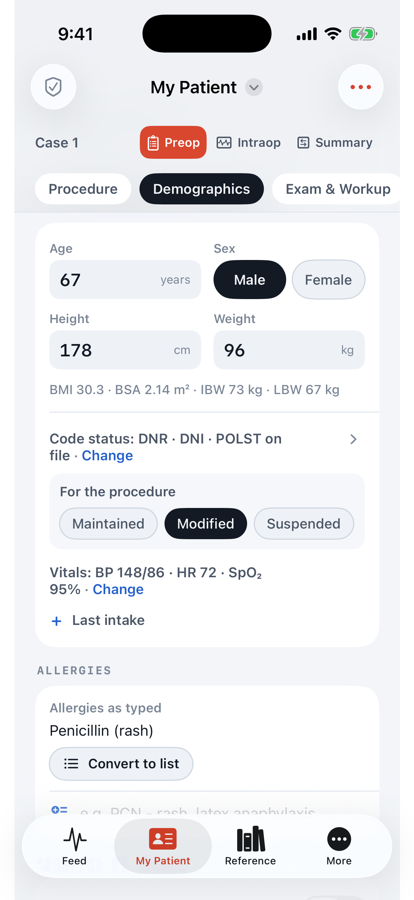 9:41
My Patient
Case 1
Preop
Intraop
Summary
Procedure
Demographics
Exam & Workup
Age
Sex
67 years
Male
Female
Height
Weight
178 cm
96 kg
BMI 30.3 · BSA 2.14 m² · IBW 73 kg · LBW 67 kg
Code status: DNR · DNI · POLST on
file · Change
For the procedure
Maintained
Modified
Suspended
Vitals: BP 148/86 · HR 72 · SpO₂
95% · Change
+ Last intake
ALLERGIES
Allergies as typed
Penicillin (rash)
Convert to list
e.g. PCN - rash, latex anaphylaxis
Feed
My Patient
Reference
More